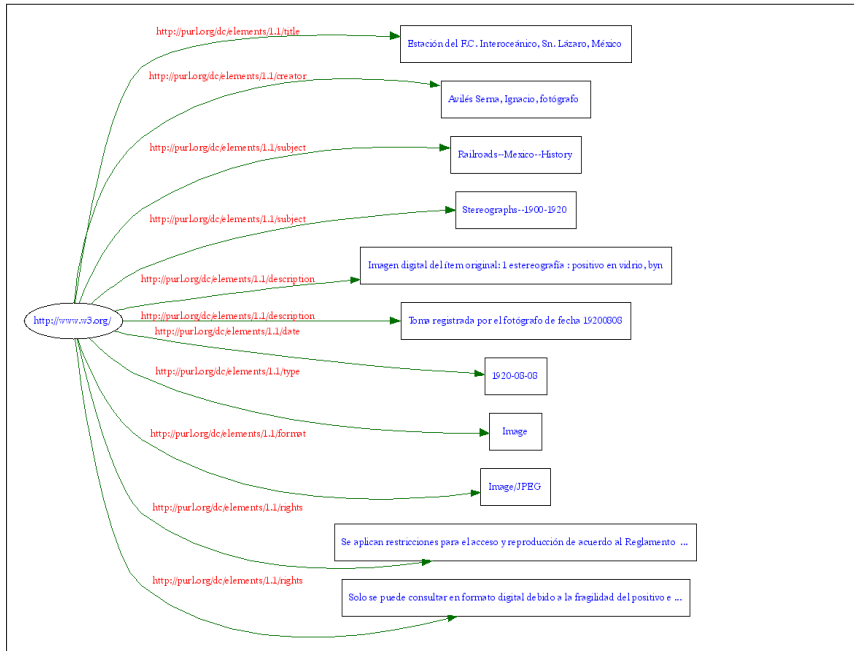 http://purl.org/dc/elements/1.1/title
Estación del F.C. Interoceánico, Sn. Lázaro, México
http://purl.org/dc/elements/1.1/creator
Avilés Serna, Ignacio, fotógrafo
http://purl.org/dc/elements/1.1/subject
Railroads--Mexico--History
http://purl.org/dc/elements/1.1/subject
Stereographs--1900-1920
http://purl.org/dc/elements/1.1/description
Imagen digital del ítem original: 1 estereografía : positivo en vidrio, byn
http://www.w3.org/
http://purl.org/dc/elements/1.1/description
Toma registrada por el fotógrafo de fecha 19200808
http://purl.org/dc/elements/1.1/date
1920-08-08
http://purl.org/dc/elements/1.1/type
Image
http://purl.org/dc/elements/1.1/format
Image/JPEG
http://purl.org/dc/elements/1.1/rights
Se aplican restricciones para el acceso y reproducción de acuerdo al Reglamento ...
http://purl.org/dc/elements/1.1/rights
Solo se puede consultar en formato digital debido a la fragilidad del positivo e ...